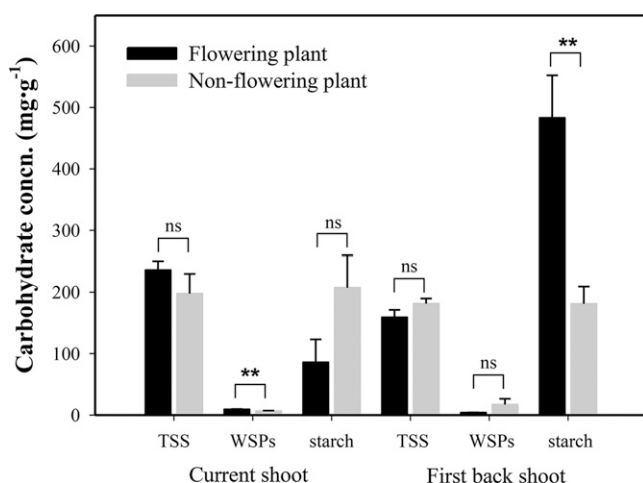 Carbohydrate concn. (mg·g⁻¹)
600
500
400
300
200
100
0
Flowering plant
Non-flowering plant
ns
**
ns
ns
ns
**
TSS WSPs starch TSS WSPs starch
Current shoot First back shoot